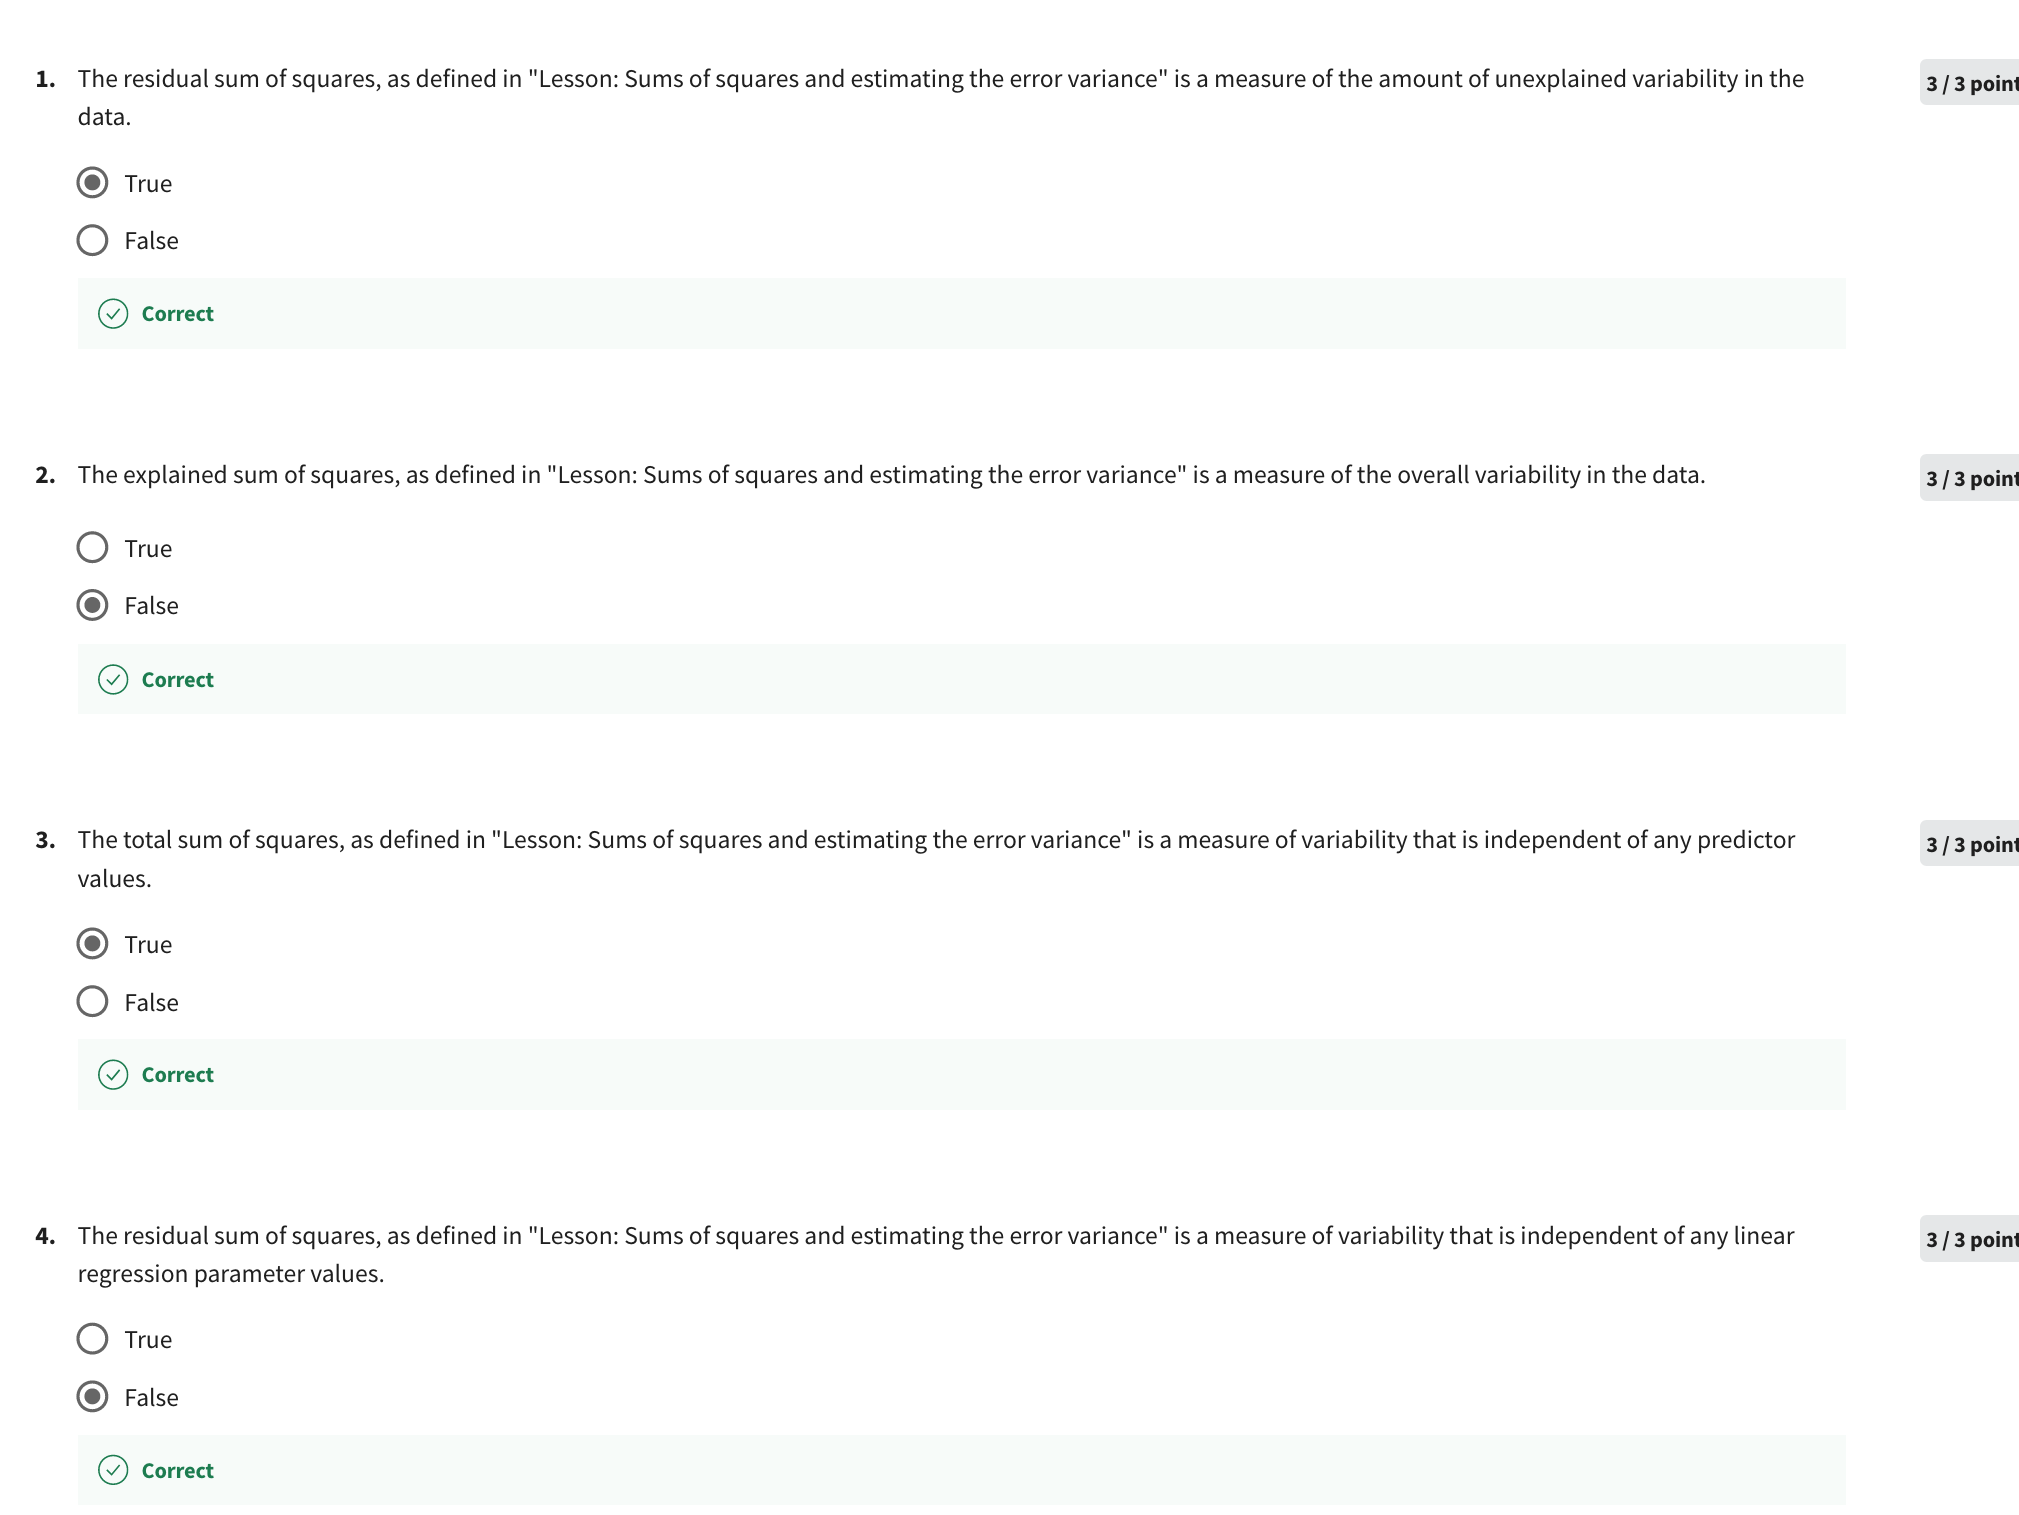 1. The residual sum of squares, as defined in "Lesson: Sums of squares and estimating the error variance" is a measure of the amount of unexplained variability in the
3 / 3 point
data.
True
False
Correct
2. The explained sum of squares, as defined in "Lesson: Sums of squares and estimating the error variance" is a measure of the overall variability in the data.
3 / 3 point
True
False
Correct
3. The total sum of squares, as defined in "Lesson: Sums of squares and estimating the error variance" is a measure of variability that is independent of any predictor
3 / 3 point
values.
True
False
Correct
4. The residual sum of squares, as defined in "Lesson: Sums of squares and estimating the error variance" is a measure of variability that is independent of any linear
3 / 3 point
regression parameter values.
True
False
Correct